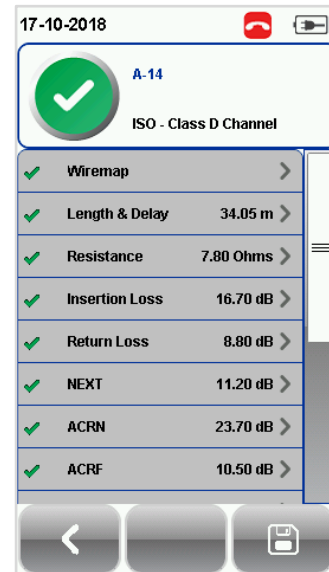 17-10-2018
A-14
ISO - Class D Channel
Wiremap
Length & Delay 34.05 m
Resistance 7.80 Ohms
Insertion Loss 16.70 dB
Return Loss 8.80 dB
NEXT 11.20 dB
ACRN 23.70 dB
ACRF 10.50 dB